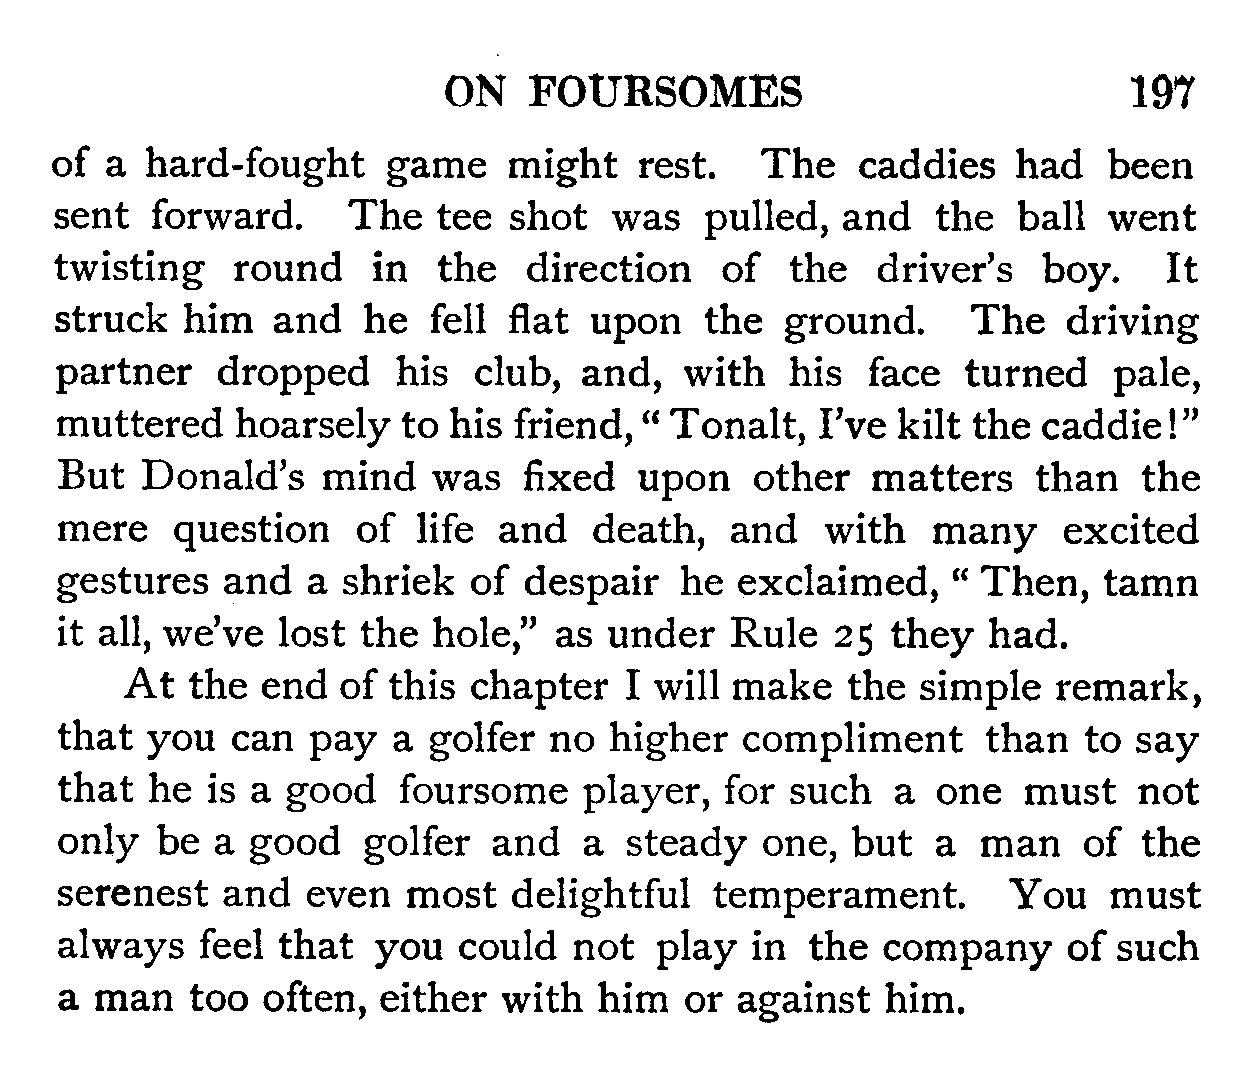 ON FOURSOMES 197
of a hard-fought game might rest. The caddies had been
sent forward. The tee shot was pulled, and the ball went
twisting round in the direction of the driver's boy. It
struck him and he fell flat upon the ground. The driving
partner dropped his club, and, with his face turned pale,
muttered hoarsely to his friend, “ Tonalt, I've kilt the caddie!”
But Donald's mind was fixed upon other matters than the
mere question of life and death, and with many excited
gestures and a shriek of despair he exclaimed, “ Then, tamn
it all, we've lost the hole,” as under Rule 25 they had.
At the end of this chapter I will make the simple remark,
that you can pay a golfer no higher compliment than to say
that he is a good foursome player, for such a one must not
only be a good golfer and a steady one, but a man of the
serenest and even most delightful temperament. You must
always feel that you could not play in the company of such
a man too often, either with him or against him.